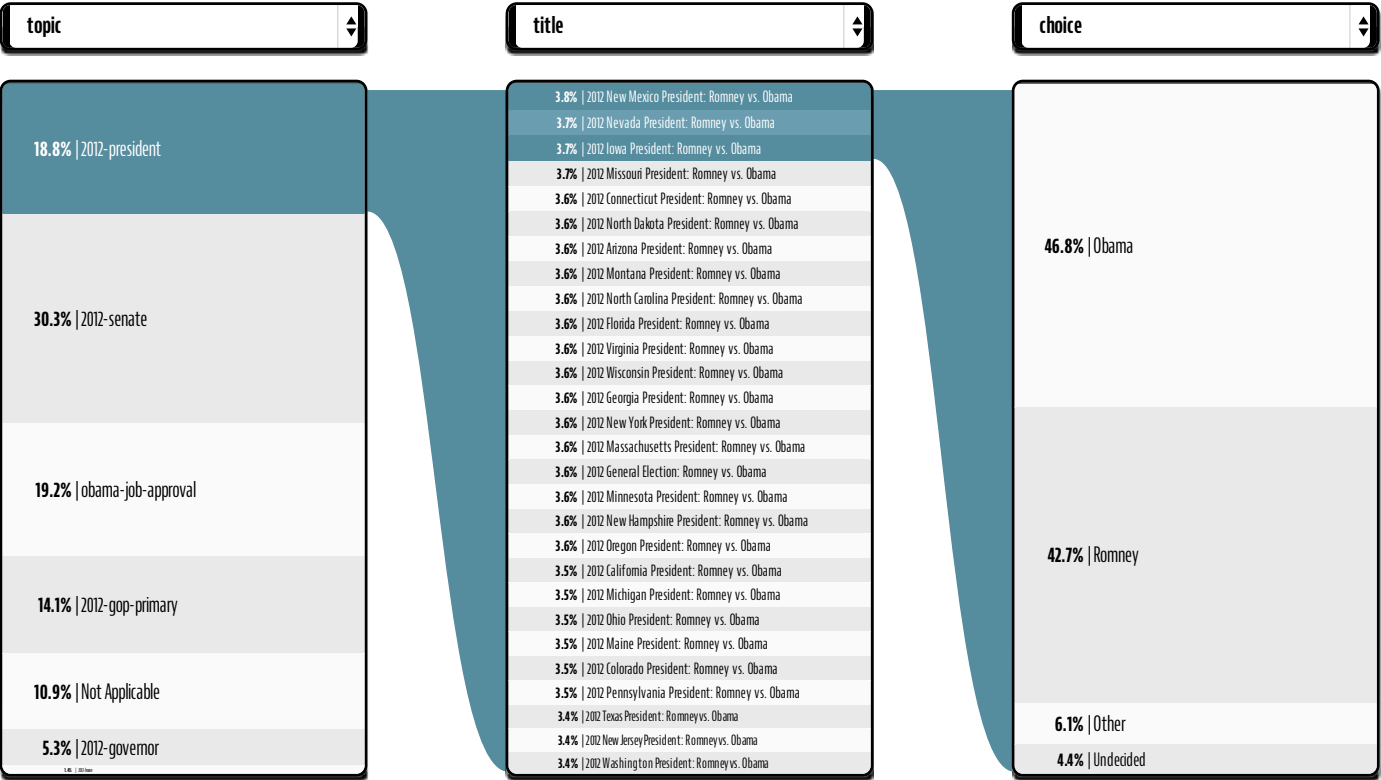 topic
title
choice
18.8% | 2012-president
30.3% | 2012-senate
19.2% | obama-job-approval
14.1% | 2012-gop-primary
10.9% | Not Applicable
5.3% | 2012-governor
3.8% | 2012 New Mexico President: Romney vs. Obama
3.7% | 2012 Nevada President: Romney vs. Obama
3.7% | 2012 Iowa President: Romney vs. Obama
3.7% | 2012 Missouri President: Romney vs. Obama
3.6% | 2012 Connecticut President: Romney vs. Obama
3.6% | 2012 North Dakota President: Romney vs. Obama
3.6% | 2012 Arizona President: Romney vs. Obama
3.6% | 2012 Montana President: Romney vs. Obama
3.6% | 2012 North Carolina President: Romney vs. Obama
3.6% | 2012 Florida President: Romney vs. Obama
3.6% | 2012 Virginia President: Romney vs. Obama
3.6% | 2012 Wisconsin President: Romney vs. Obama
3.6% | 2012 Georgia President: Romney vs. Obama
3.6% | 2012 New York President: Romney vs. Obama
3.6% | 2012 Massachusetts President: Romney vs. Obama
3.6% | 2012 General Election: Romney vs. Obama
3.6% | 2012 Minnesota President: Romney vs. Obama
3.6% | 2012 New Hampshire President: Romney vs. Obama
3.6% | 2012 Oregon President: Romney vs. Obama
3.5% | 2012 California President: Romney vs. Obama
3.5% | 2012 Michigan President: Romney vs. Obama
3.5% | 2012 Ohio President: Romney vs. Obama
3.5% | 2012 Maine President: Romney vs. Obama
3.5% | 2012 Colorado President: Romney vs. Obama
3.5% | 2012 Pennsylvania President: Romney vs. Obama
3.4% | 2012 Texas President: Romney vs. Obama
3.4% | 2012 New Jersey President: Romney vs. Obama
3.4% | 2012 Washington President: Romney vs. Obama
46.8% | Obama
42.7% | Romney
6.1% | Other
4.4% | Undecided